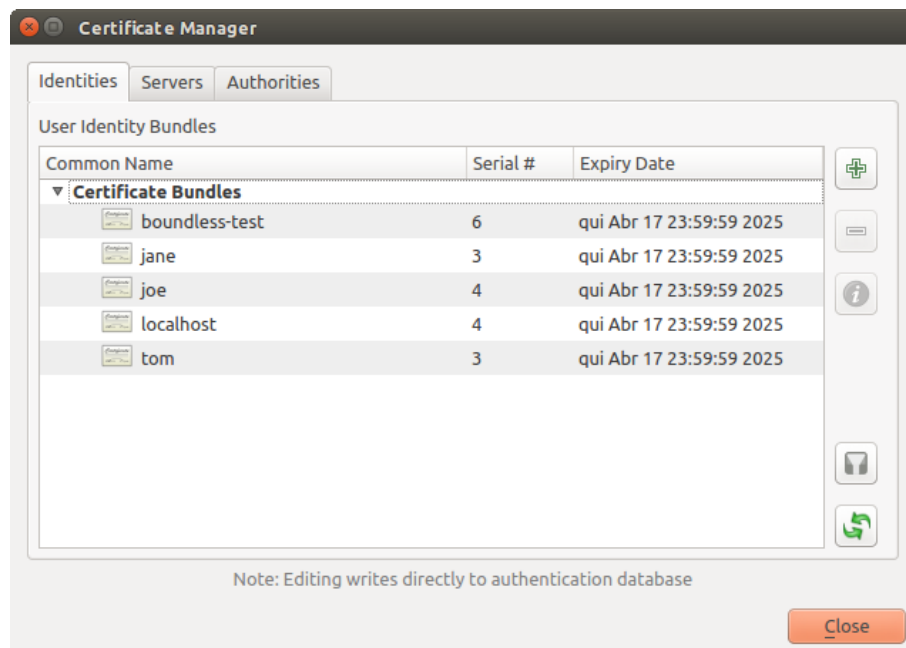 Certificate Manager
Identities Servers Authorities
User Identity Bundles
Common Name Serial # Expiry Date
Certificate Bundles
boundless-test 6 qui Abr 17 23:59:59 2025
jane 3 qui Abr 17 23:59:59 2025
joe 4 qui Abr 17 23:59:59 2025
localhost 4 qui Abr 17 23:59:59 2025
tom 3 qui Abr 17 23:59:59 2025
Note: Editing writes directly to authentication database
Close